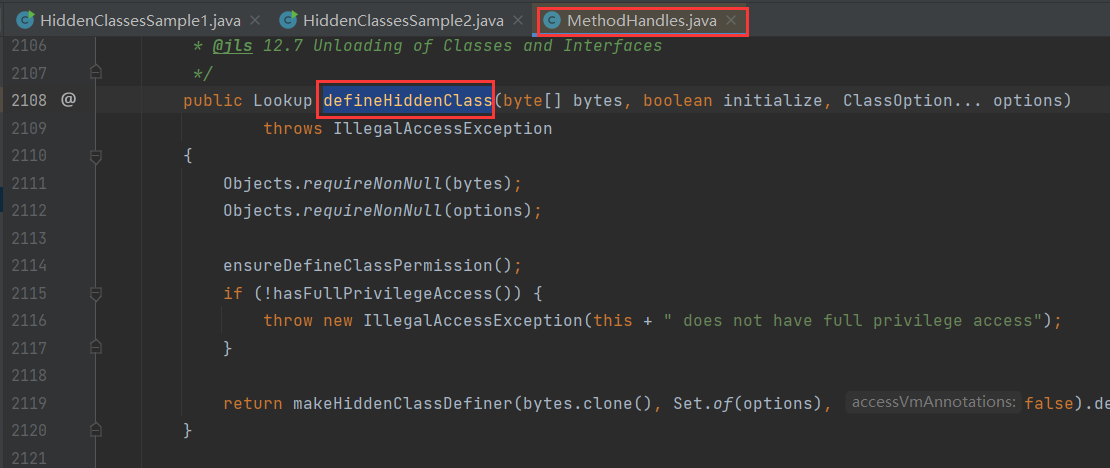 HiddenClassesSample1.java × HiddenClassesSample2.java × MethodHandles.java ×
2106 * @jls 12.7 Unloading of Classes and Interfaces
2107 */
2108 @ public Lookup defineHiddenClass(byte[] bytes, boolean initialize, ClassOption... options)
2109 throws IllegalAccessException
2110 {
2111 Objects.requireNonNull(bytes);
2112 Objects.requireNonNull(options);
2113
2114 ensureDefineClassPermission();
2115 if (!hasFullPrivilegeAccess()) {
2116 throw new IllegalAccessException(this + " does not have full privilege access");
2117 }
2118
2119 return makeHiddenClassDefiner(bytes.clone(), Set.of(options), accessVmAnnotations: false).de
2120 }
2121